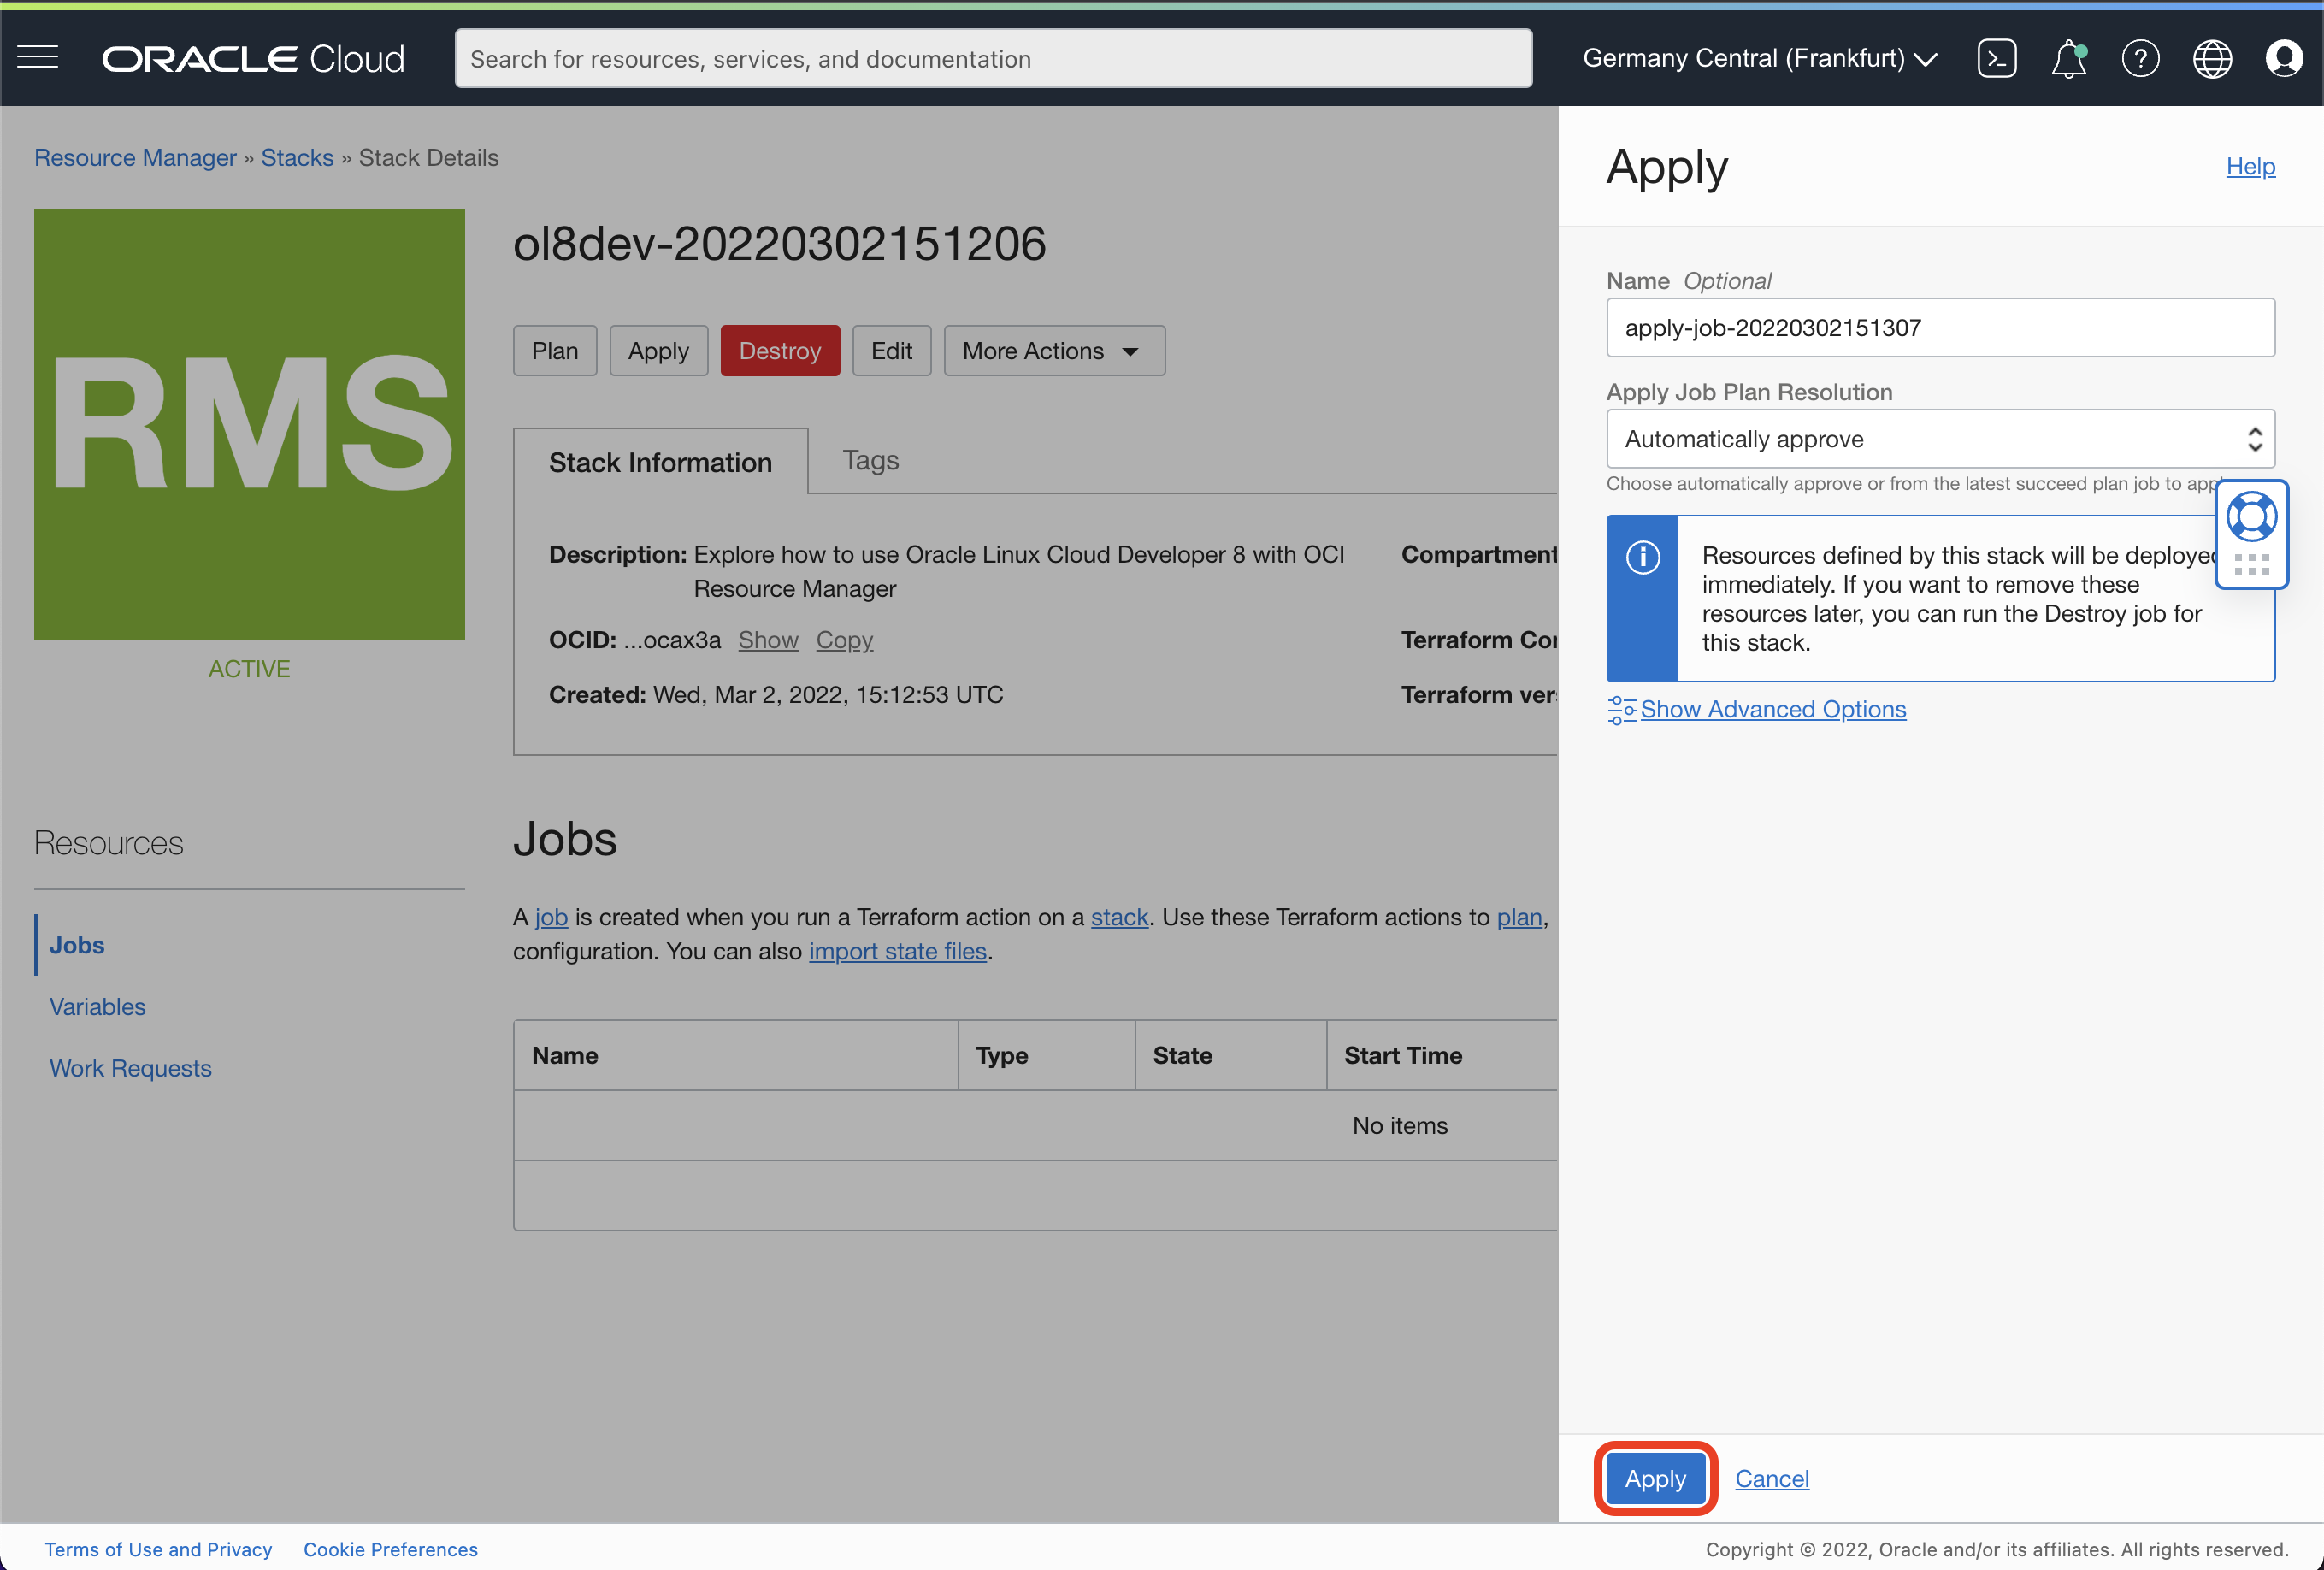 ORACLE Cloud
Search for resources, services, and documentation
Germany Central (Frankfurt)
Resource Manager » Stacks » Stack Details
RMS
ACTIVE
ol8dev-20220302151206
Plan Apply Destroy Edit More Actions
Stack Information Tags
Description: Explore how to use Oracle Linux Cloud Developer 8 with OCI
Resource Manager
Compartment
OCID: ...ocax3a Show Copy
Terraform
Created: Wed, Mar 2, 2022, 15:12:53 UTC
Terraform
Resources
Jobs
Variables
Work Requests
Jobs
A job is created when you run a Terraform action on a stack. Use these Terraform actions to plan,
configuration. You can also import state files.
Name Type State Start Time
No items
Apply
Help
Name Optional
apply-job-20220302151307
Apply Job Plan Resolution
Automatically approve
Choose automatically approve or from the latest succeed plan job to
Resources defined by this stack will be deployed
immediately. If you want to remove these
resources later, you can run the Destroy job for
this stack.
Show Advanced Options
Apply Cancel
Terms of Use and Privacy Cookie Preferences
Copyright © 2022, Oracle and/or its affiliates. All rights reserved.